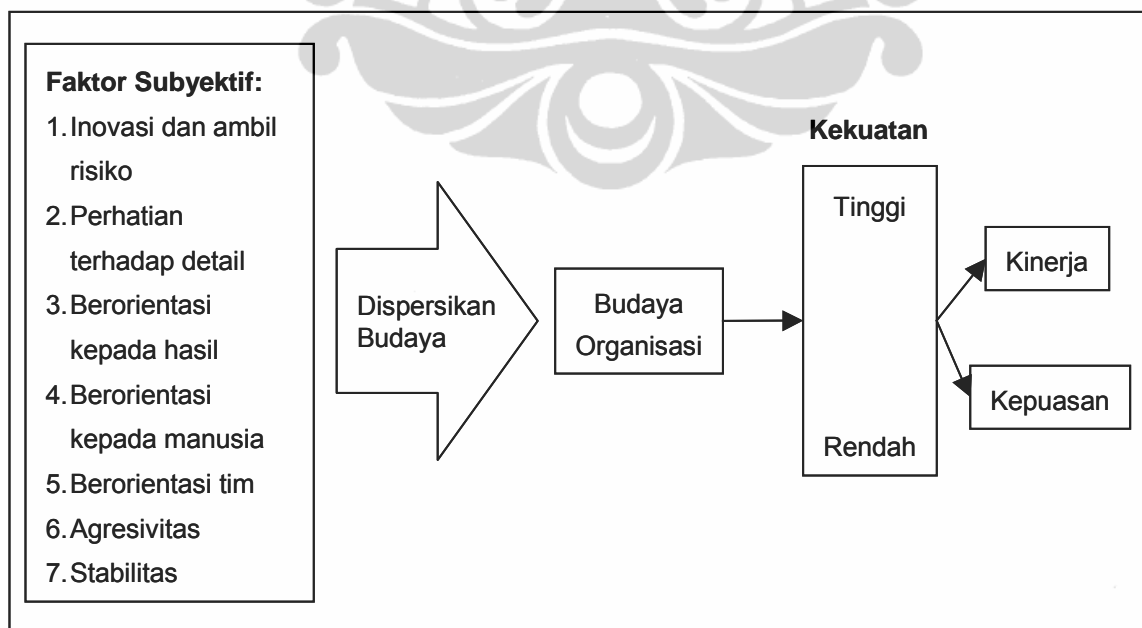 Faktor Subyektif:
1. Inovasi dan ambil
risiko
2. Perhatian
terhadap detail
3. Berorientasi
kepada hasil
4. Berorientasi
kepada manusia
5. Berorientasi tim
6. Agresivitas
7. Stabilitas
Dispersikan
Budaya
Budaya
Organisasi
Kekuatan
Tinggi
Rendah
Kinerja
Kepuasan